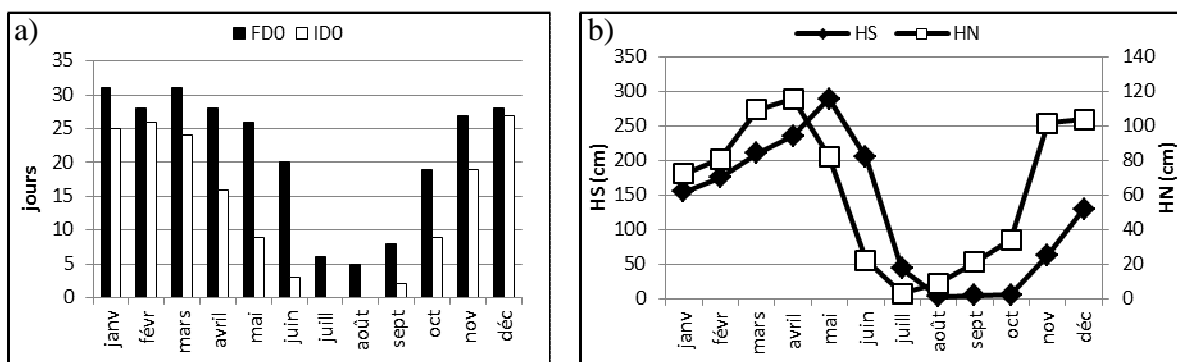 a)
FD0 ID0
35
30
25
20
15
10
5
0
jours
janv févr mars avril mai juin juill août sept oct nov déc
b)
HS HN
350
300
250
200
150
100
50
0
HS (cm)
140
120
100
80
60
40
20
0
HN (cm)
janv févr mars avril mai juin juill août sept oct nov déc